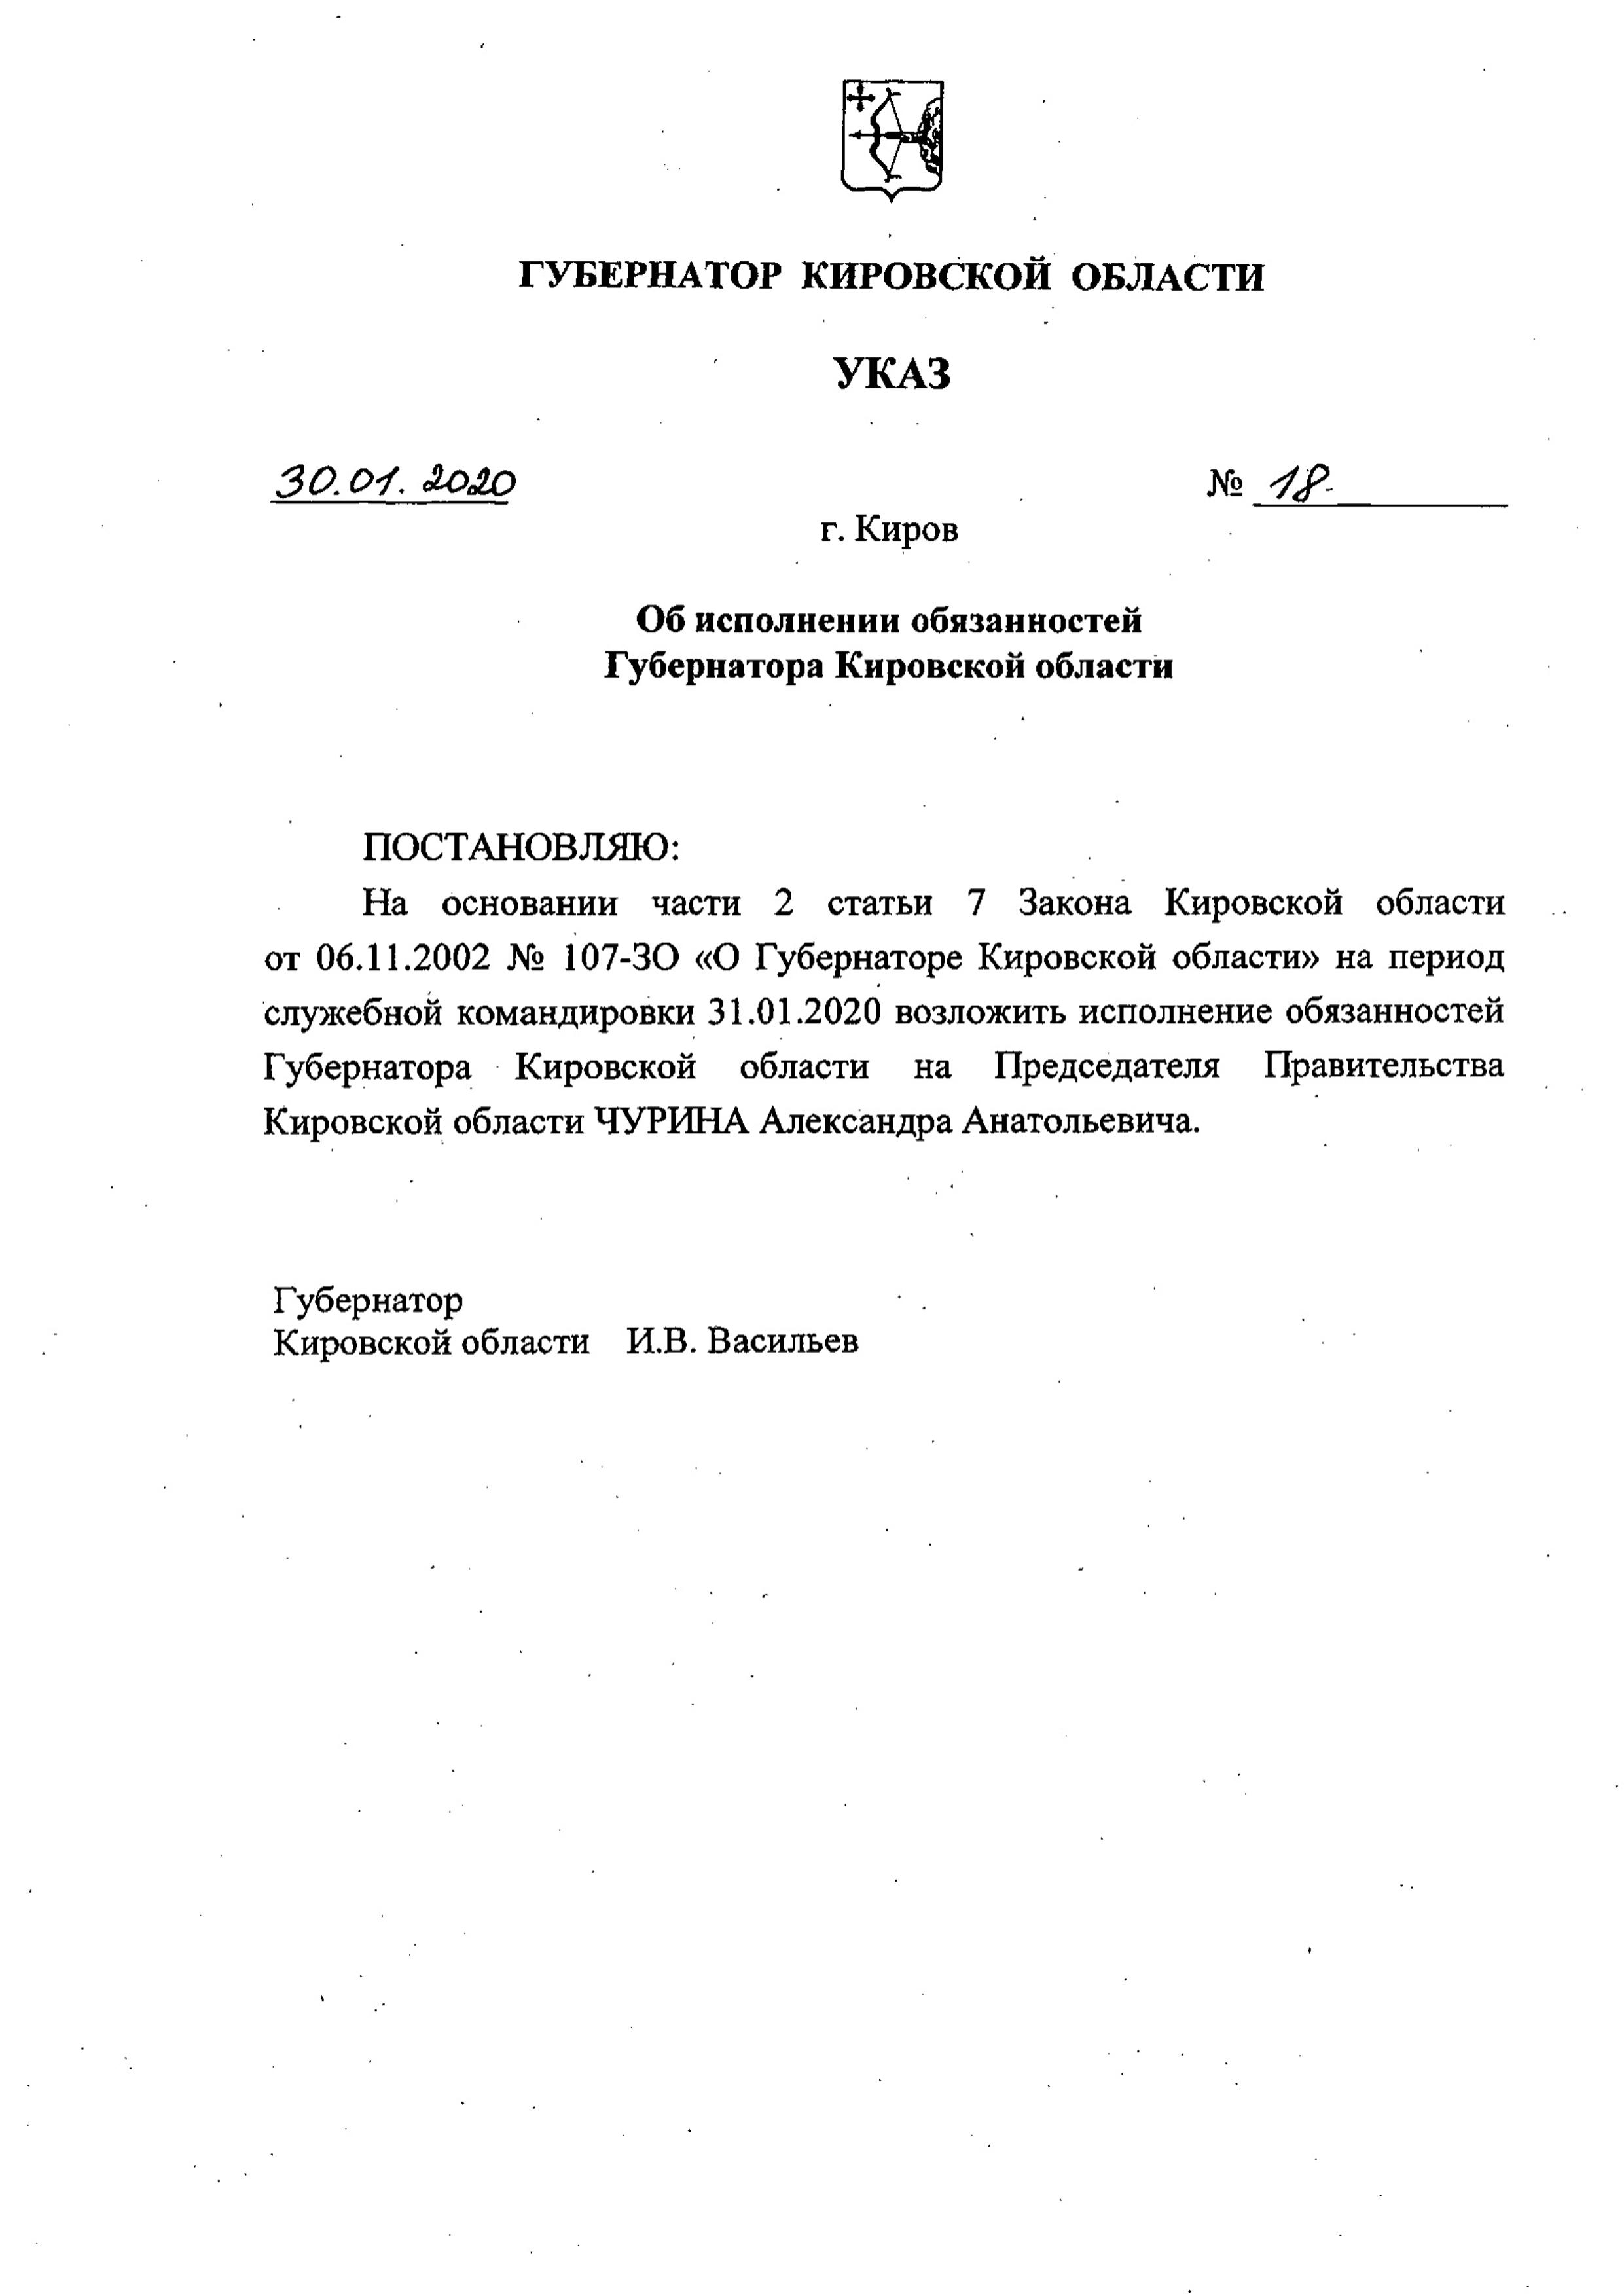 ГУБЕРНАТОР КИРОВСКОЙ ОБЛАСТИ
УКАЗ
30.01.2020 № 18
г. Киров
Об исполнении обязанностей
Губернатора Кировской области
ПОСТАНОВЛЯЮ:
На основании части 2 статьи 7 Закона Кировской области
от 06.11.2002 № 107-ЗО «О Губернаторе Кировской области» на период
служебной командировки 31.01.2020 возложить исполнение обязанностей
Губернатора Кировской области на Председателя Правительства
Кировской области ЧУРИНА Александра Анатольевича.
Губернатор
Кировской области И.В. Васильев